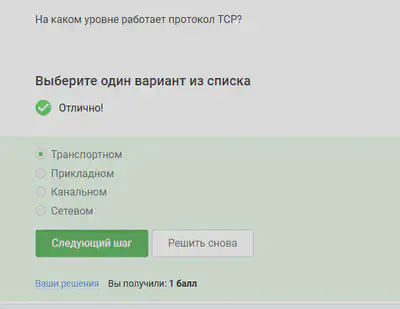 На каком уровне работает протокол TCP?
Выберите один вариант из списка
Отлично!
Транспортном
Прикладном
Канальном
Сетевом
Следующий шаг Решить снова
Ваши решения Вы получили: 1 балл